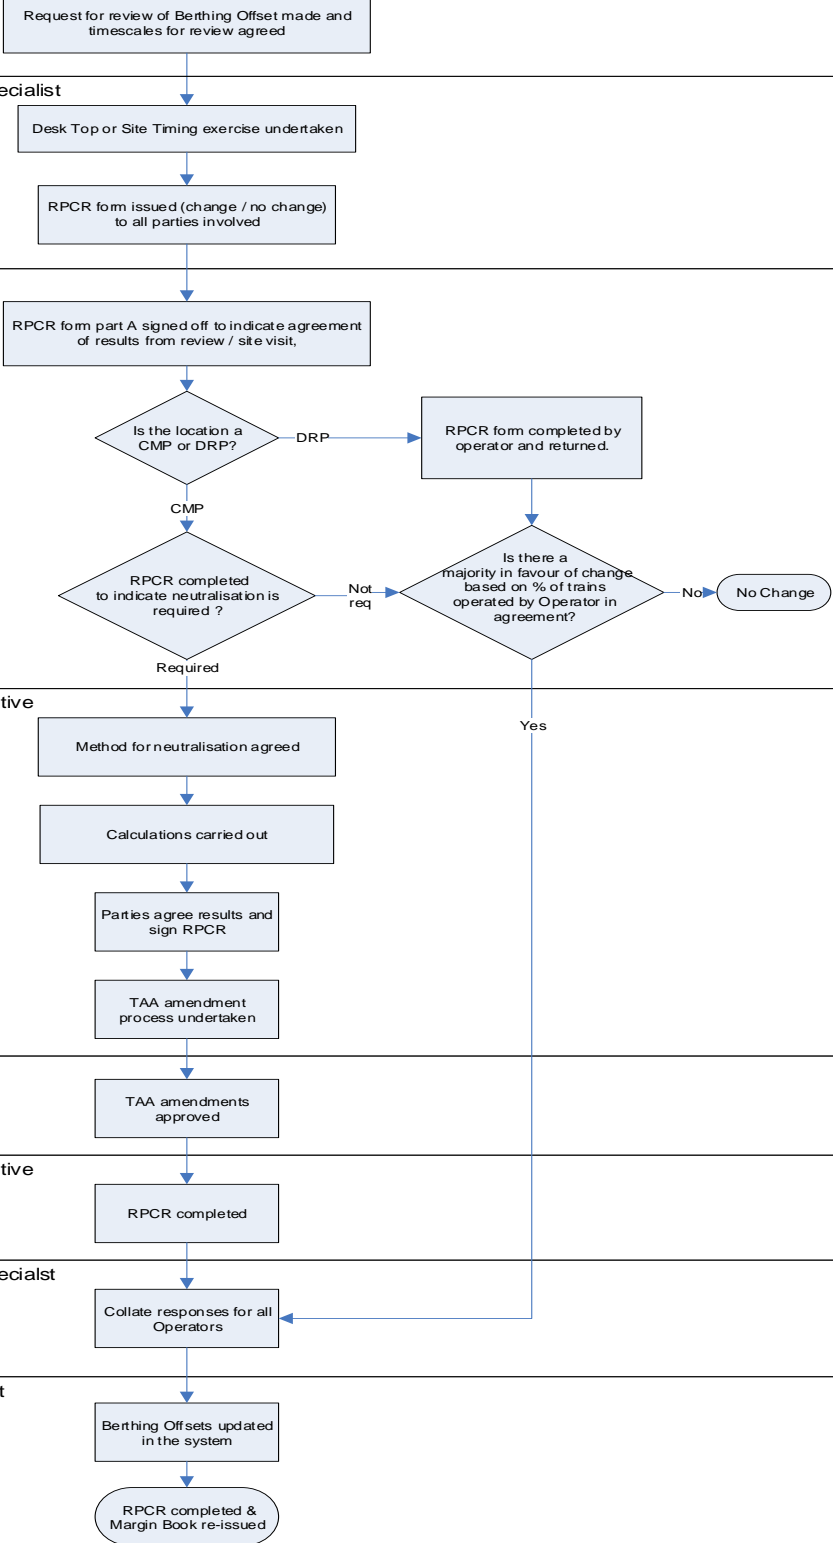 Request for review of Berthing Offset made and
timescales for review agreed
ecialist
Desk Top or Site Timing exercise undertaken
RPCR form issued (change / no change)
to all parties involved
RPCR form part A signed off to indicate agreement
of results from review / site visit,
Is the location a
CMP or DRP?
DRP
RPCR form completed by
operator and returned.
CMP
RPCR completed
to indicate neutralisation is
required ?
Not
req
Is there a
majority in favour of change
based on % of trains
operated by Operator in
agreement?
No
No Change
Required
tive
Yes
Method for neutralisation agreed
Calculations carried out
Parties agree results and
sign RPCR
TAA amendment
process undertaken
TAA amendments
approved
tive
RPCR completed
ecialst
Collate responses for all
Operators
t
Berthing Offsets updated
in the system
RPCR completed &
Margin Book re-issued